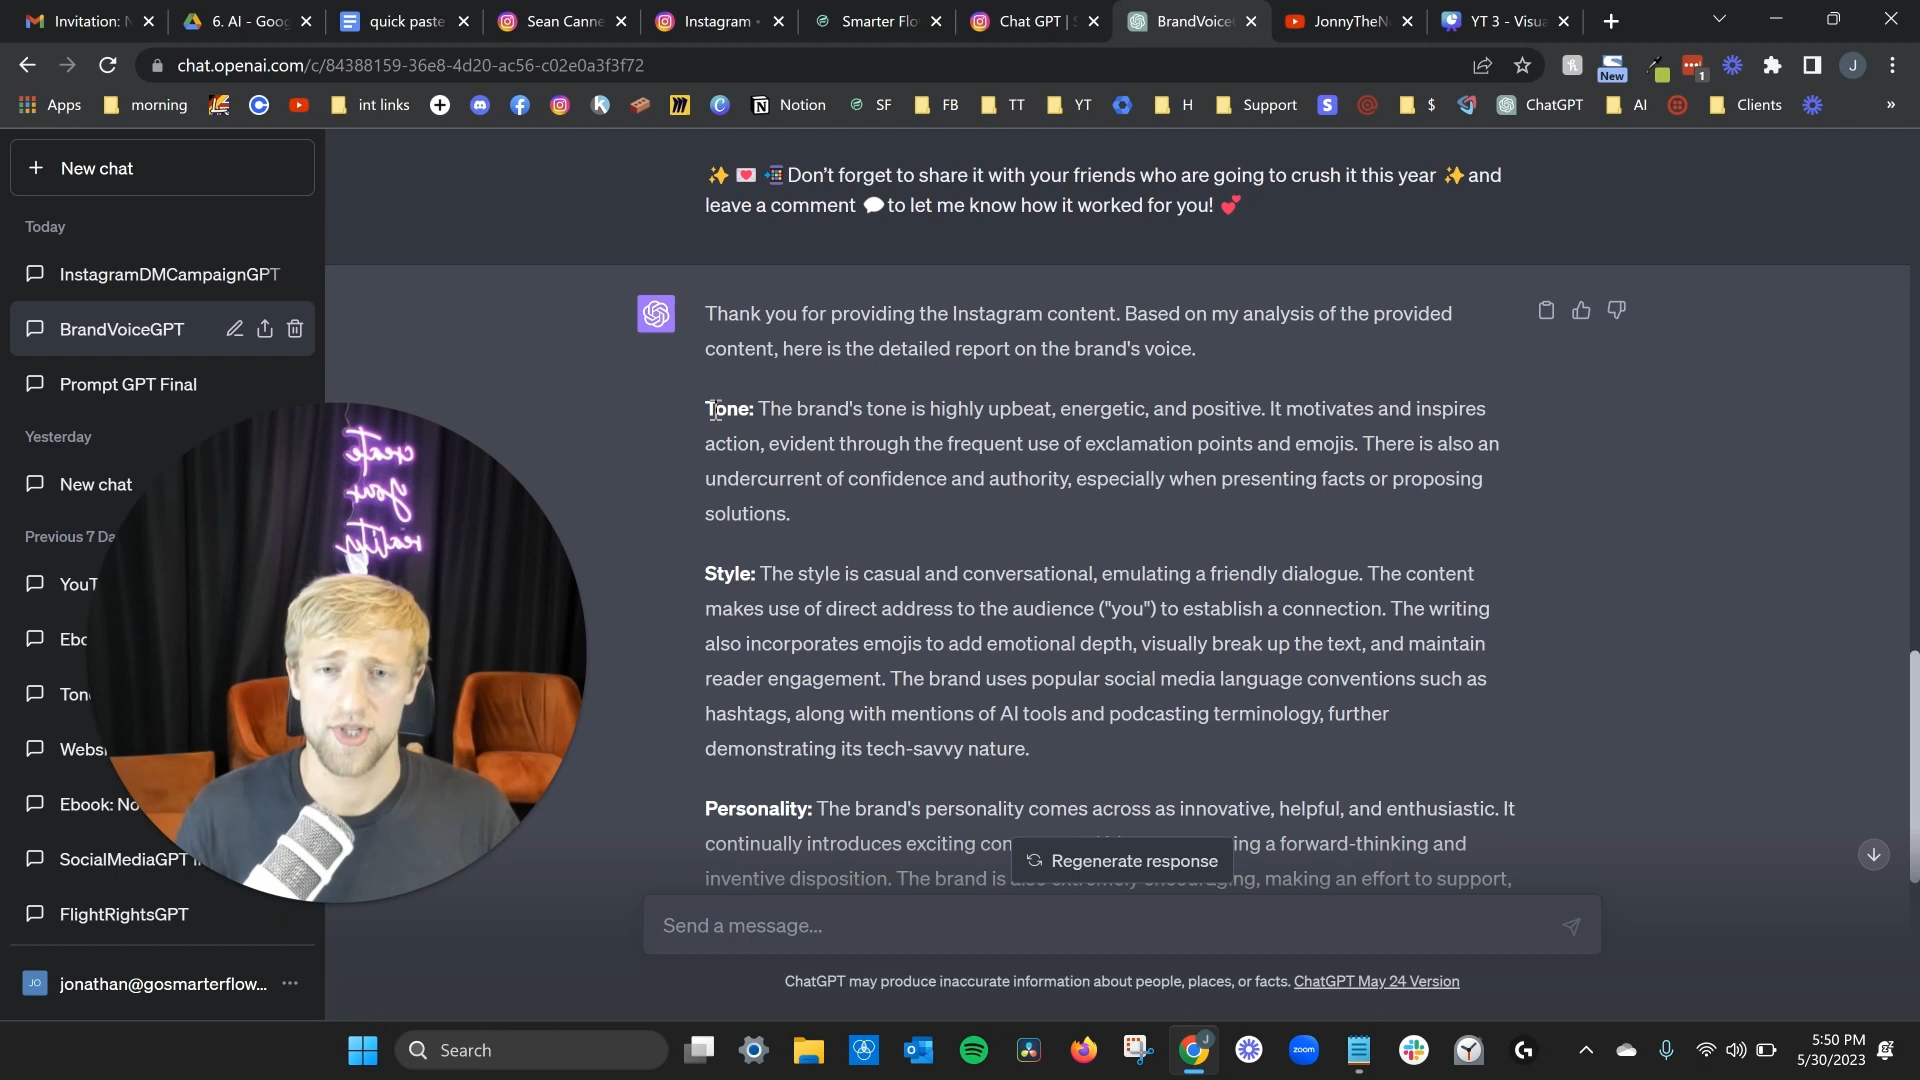 Invitation: N
6. AI - Goog
quick paste
Sean Canne
Instagram •
Smarter Flo
Chat GPT | S
BrandVoice
JonnyTheN
YT 3 - Visua
chat.openai.com/c/84388159-36e8-4d20-ac56-c02e0a3f3f72
New
1
J
Apps
morning
int links
Notion
SF
FB
TT
YT
H
Support
$
ChatGPT
AI
Clients
»
+ New chat
Today
InstagramDMCampaignGPT
BrandVoiceGPT
Prompt GPT Final
Yesterday
New chat
Previous 7 Da
YouT
Ebo
Ton
Websi
Ebook: No
SocialMediaGPT
FlightRightsGPT
JO
jonathan@gosmarterflow...
create
your
reality
✨ 💌 📲Don't forget to share it with your friends who are going to crush it this year ✨and
leave a comment 💬to let me know how it worked for you! 💕
Thank you for providing the Instagram content. Based on my analysis of the provided
content, here is the detailed report on the brand's voice.
Tone: The brand's tone is highly upbeat, energetic, and positive. It motivates and inspires
action, evident through the frequent use of exclamation points and emojis. There is also an
undercurrent of confidence and authority, especially when presenting facts or proposing
solutions.
Style: The style is casual and conversational, emulating a friendly dialogue. The content
makes use of direct address to the audience ("you") to establish a connection. The writing
also incorporates emojis to add emotional depth, visually break up the text, and maintain
reader engagement. The brand uses popular social media language conventions such as
hashtags, along with mentions of AI tools and podcasting terminology, further
demonstrating its tech-savvy nature.
Personality: The brand's personality comes across as innovative, helpful, and enthusiastic. It
continually introduces exciting con
ing a forward-thinking and
inventive disposition. The brand is also extremely encouraging, making an effort to support,
Regenerate response
Send a message...
ChatGPT may produce inaccurate information about people, places, or facts. ChatGPT May 24 Version
Search
zoom
5:50 PM
5/30/2023